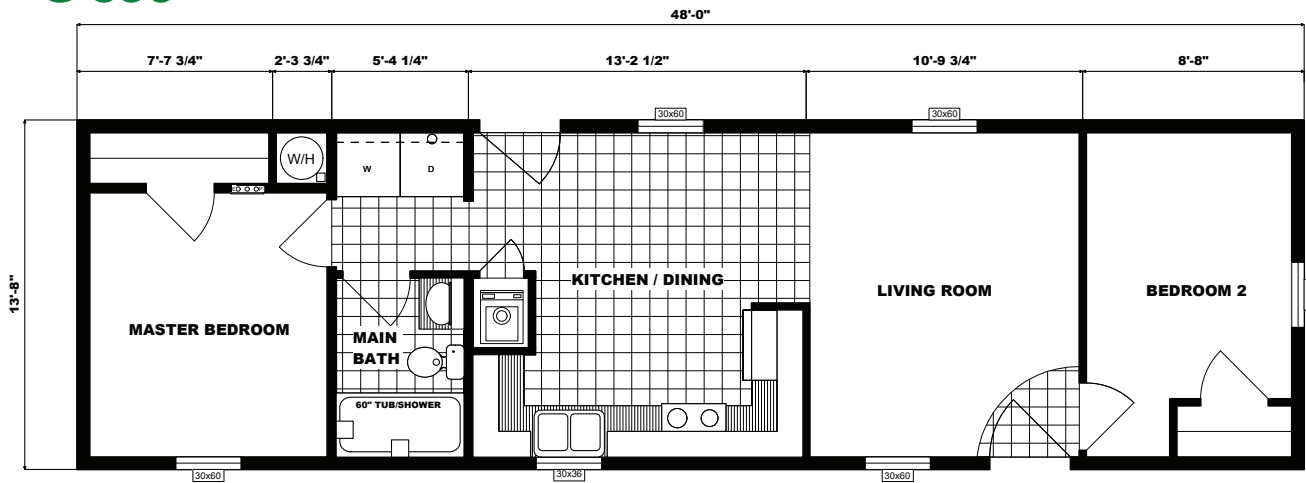 48'-0"
7'-7 3/4" 2'-3 3/4" 5'-4 1/4" 13'-2 1/2" 10'-9 3/4" 8'-8"
13'-8"
30x60
30x60
W/H
W
D
KITCHEN / DINING
LIVING ROOM
BEDROOM 2
MASTER BEDROOM
MAIN
BATH
60" TUB/SHOWER
30x60
30x36
30x60